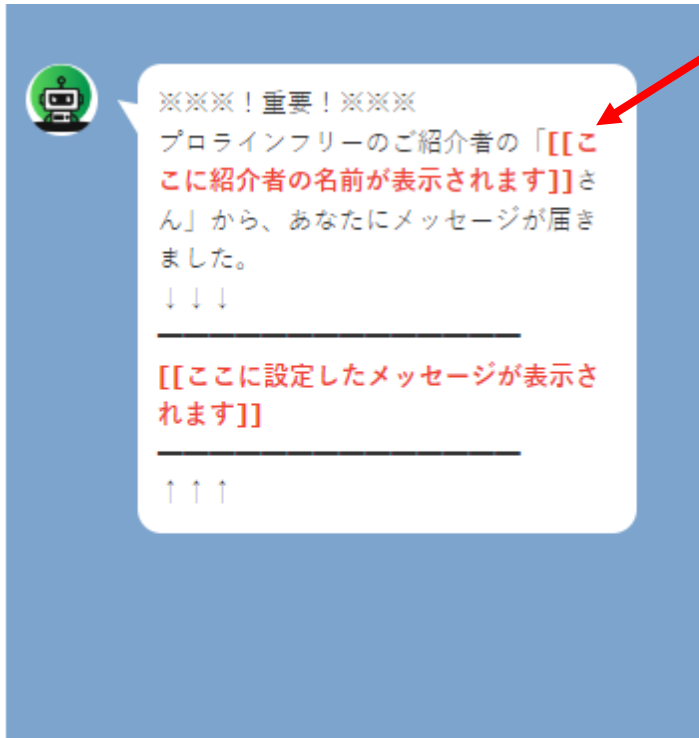 ※※※！重要！※※※
プロラインフリーのご紹介者の「[[こ
こに紹介者の名前が表示されます]]さ
ん」から、あなたにメッセージが届き
ました。
↓↓↓
━━━━━━━━━━━━━━
[[ここに設定したメッセージが表示さ
れます]]
━━━━━━━━━━━━━━
↑↑↑